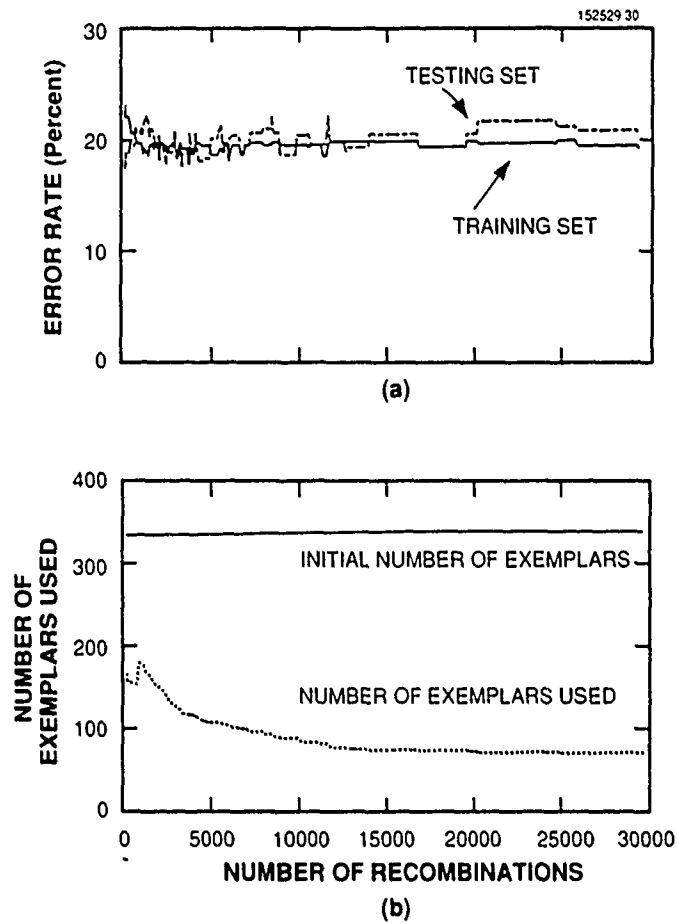 152529 30
30
20
10
0
ERROR RATE (Percent)
TESTING SET
TRAINING SET
(a)
400
300
200
100
0
NUMBER OF
EXEMPLARS USED
INITIAL NUMBER OF EXEMPLARS
NUMBER OF EXEMPLARS USED
0 5000 10000 15000 20000 25000 30000
NUMBER OF RECOMBINATIONS
(b)